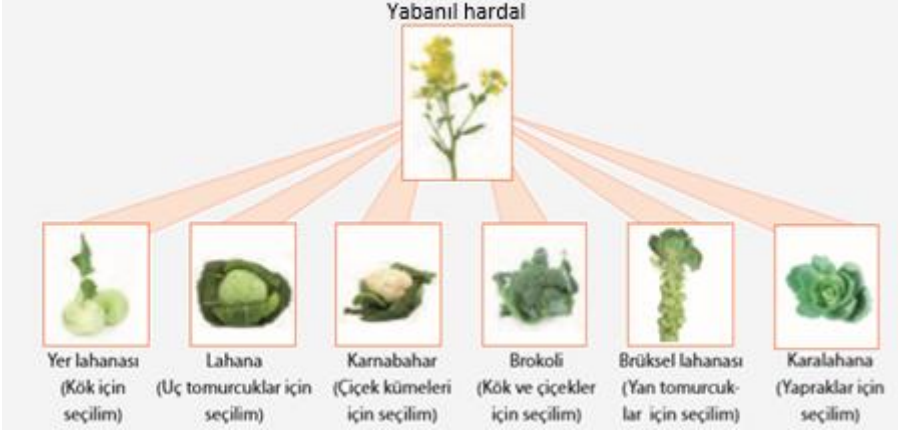 Yabanıl hardal
Yer lahanası
(Kök için
seçilim)
Lahana
(Uç tomurcuklar için
seçilim)
Karnabahar
(Çiçek kümeleri
için seçilim)
Brokoli
(Kök ve çiçekler
için seçilim)
Brüksel lahanası
(Yan tomurcuk-
lar için seçilim)
Karalahana
(Yapraklar için
seçilim)